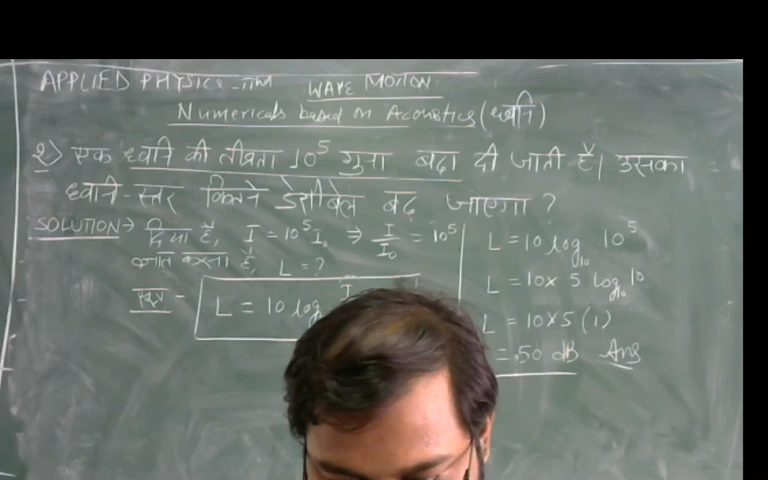 APPLIED PHYSICS-IInd WAVE MOTION
Numericals based on Acoustics (ध्वनि)
2> एक ध्वनि की तीव्रता 10^5 गुना बढ़ा दी जाती है। उसका
ध्वनि-स्तर कितने डेसीबेल बढ़ जाएगा ?
SOLUTION → दिया है, I = 10^5 I₀ ⇒ I/I₀ = 10^5
ज्ञात करना है, L = ?
सूत्र - L = 10 log I
L = 10 log₁₀ 10^5
L = 10 x 5 log₁₀ 10
L = 10x5 (1)
= 50 dB Ans